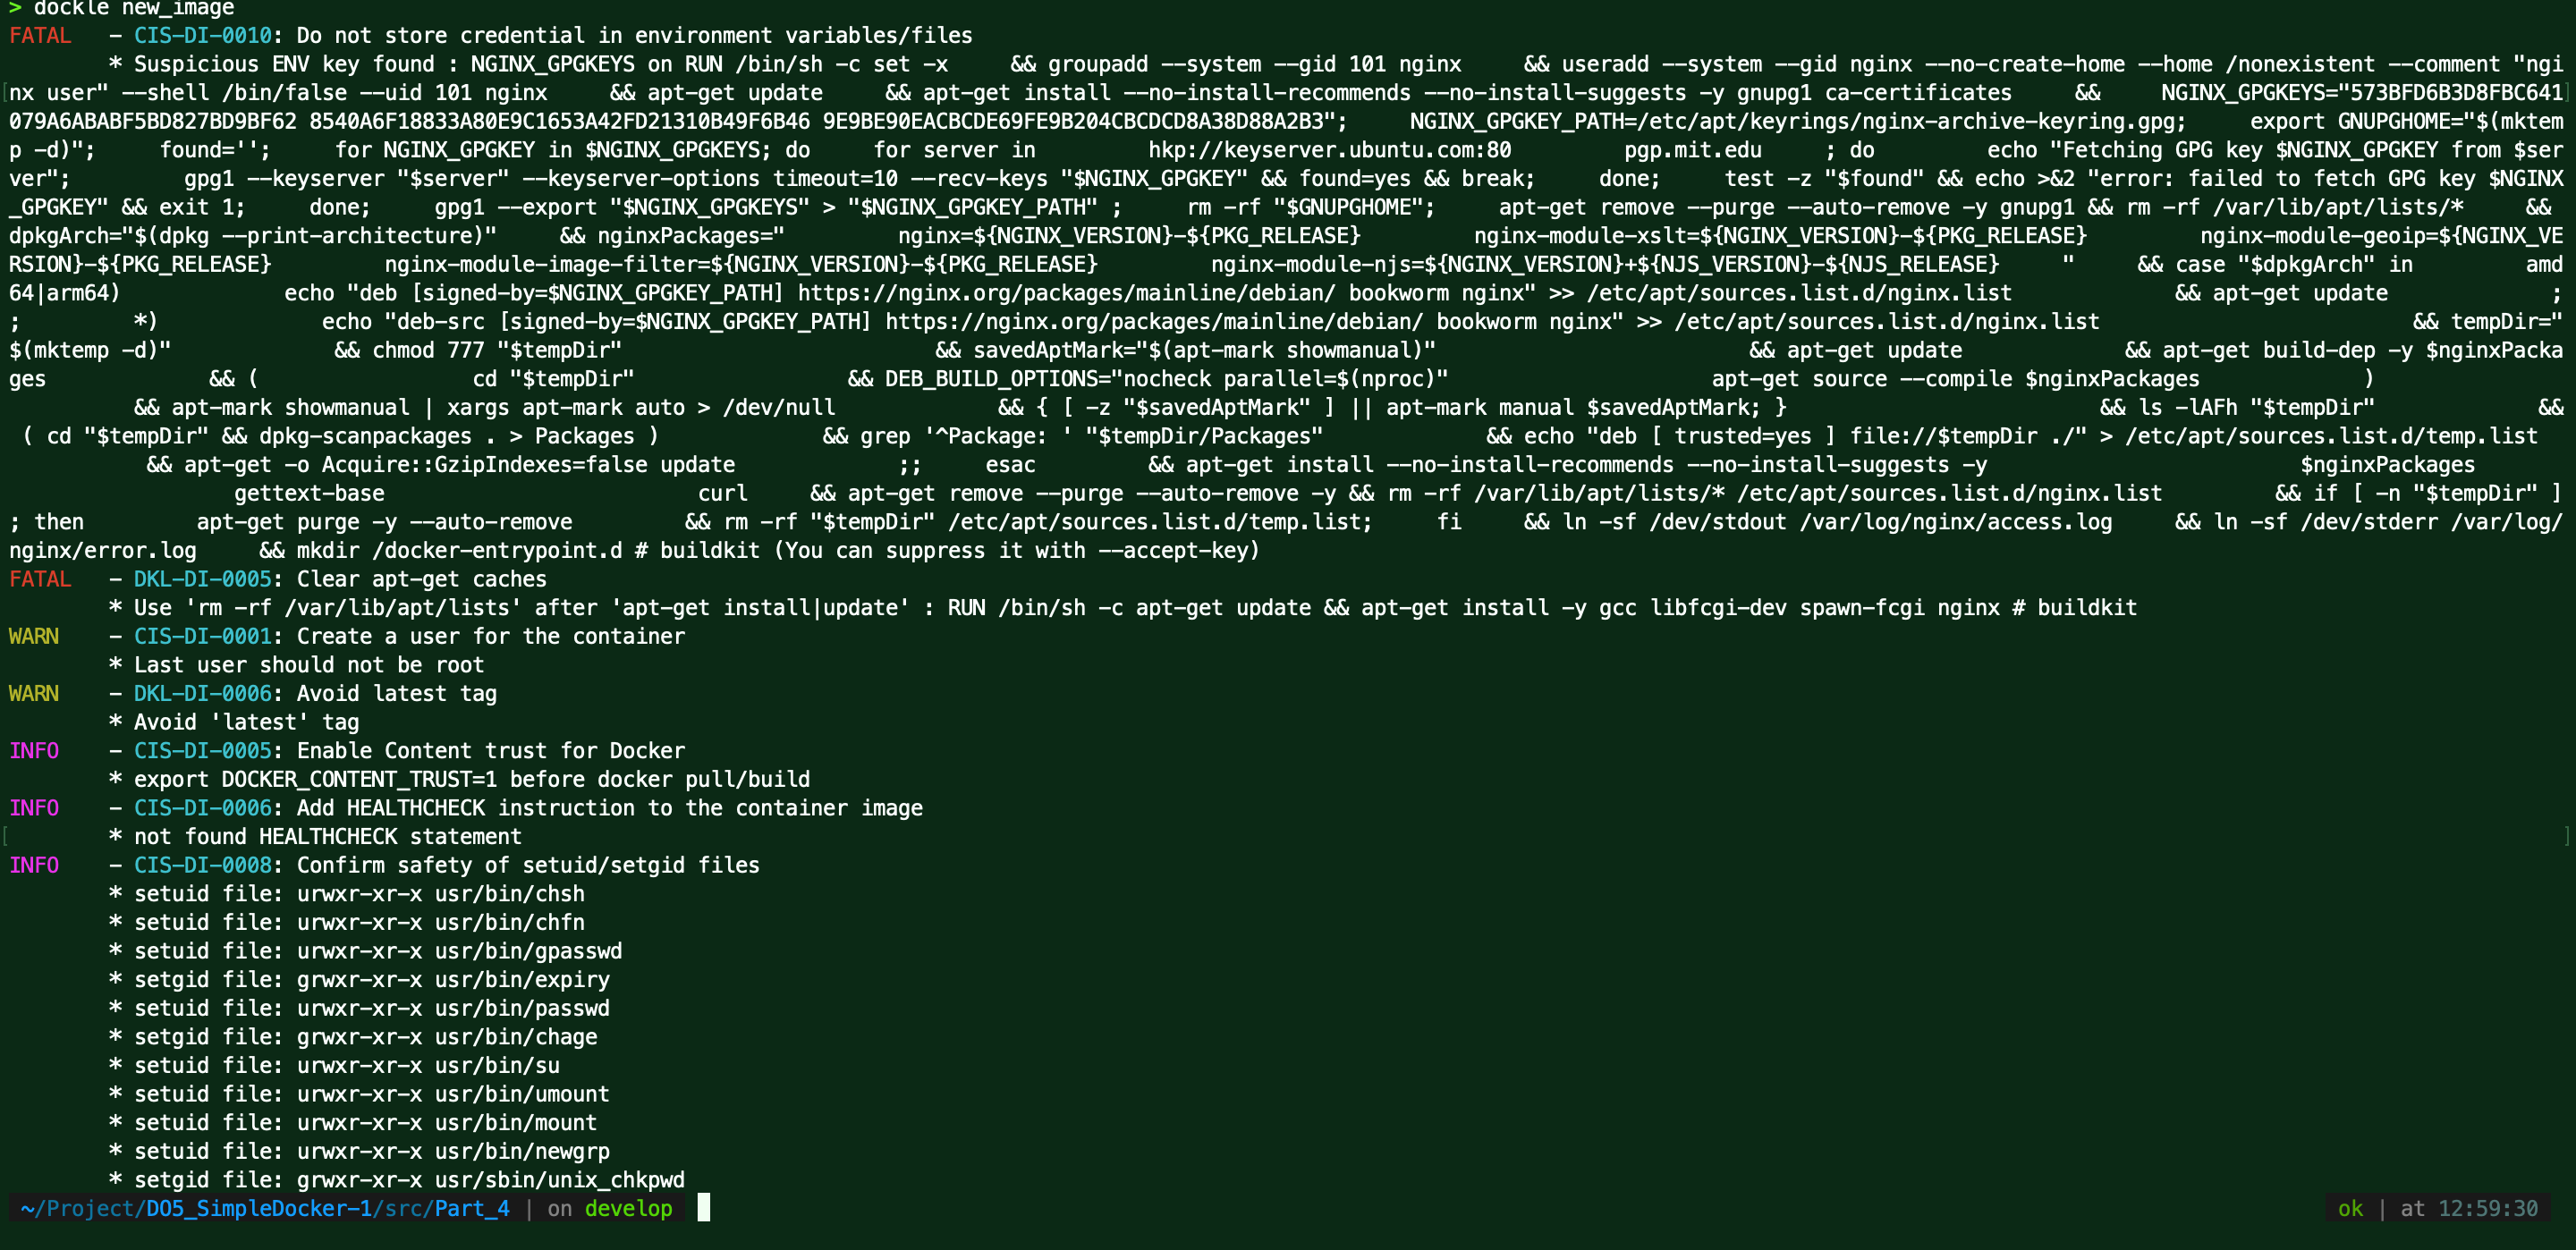 > dockle new_image
FATAL   - CIS-DI-0010: Do not store credential in environment variables/files
        * Suspicious ENV key found : NGINX_GPGKEYS on RUN /bin/sh -c set -x     && groupadd --system --gid 101 nginx     && useradd --system --gid nginx --no-create-home --home /nonexistent --comment "ngi
nx user" --shell /bin/false --uid 101 nginx     && apt-get update     && apt-get install --no-install-recommends --no-install-suggests -y gnupg1 ca-certificates     &&     NGINX_GPGKEYS="573BFD6B3D8FBC641
079A6ABABF5BD827BD9BF62 8540A6F18833A80E9C1653A42FD21310B49F6B46 9E9BE90EACBCDE69FE9B204CBCDCD8A38D88A2B3";     NGINX_GPGKEY_PATH=/etc/apt/keyrings/nginx-archive-keyring.gpg;     export GNUPGHOME="$(mktem
p -d)";     found='';     for NGINX_GPGKEY in $NGINX_GPGKEYS; do     for server in         hkp://keyserver.ubuntu.com:80         pgp.mit.edu     ; do         echo "Fetching GPG key $NGINX_GPGKEY from $ser
ver";         gpg1 --keyserver "$server" --keyserver-options timeout=10 --recv-keys "$NGINX_GPGKEY" && found=yes && break;     done;     test -z "$found" && echo >&2 "error: failed to fetch GPG key $NGINX
_GPGKEY" && exit 1;     done;     gpg1 --export "$NGINX_GPGKEYS" > "$NGINX_GPGKEY_PATH" ;     rm -rf "$GNUPGHOME";     apt-get remove --purge --auto-remove -y gnupg1 && rm -rf /var/lib/apt/lists/*     &&
dpkgArch="$(dpkg --print-architecture)"     && nginxPackages="         nginx=${NGINX_VERSION}-${PKG_RELEASE}         nginx-module-xslt=${NGINX_VERSION}-${PKG_RELEASE}         nginx-module-geoip=${NGINX_VE
RSION}-${PKG_RELEASE}         nginx-module-image-filter=${NGINX_VERSION}-${PKG_RELEASE}         nginx-module-njs=${NGINX_VERSION}+${NJS_VERSION}-${NJS_RELEASE}     "     && case "$dpkgArch" in         amd
64|arm64)             echo "deb [signed-by=$NGINX_GPGKEY_PATH] https://nginx.org/packages/mainline/debian/ bookworm nginx" >> /etc/apt/sources.list.d/nginx.list             && apt-get update             ;
;         *)             echo "deb-src [signed-by=$NGINX_GPGKEY_PATH] https://nginx.org/packages/mainline/debian/ bookworm nginx" >> /etc/apt/sources.list.d/nginx.list                         && tempDir="
$(mktemp -d)"             && chmod 777 "$tempDir"                         && savedAptMark="$(apt-mark showmanual)"                         && apt-get update             && apt-get build-dep -y $nginxPacka
ges             && (                 cd "$tempDir"                 && DEB_BUILD_OPTIONS="nocheck parallel=$(nproc)"                     apt-get source --compile $nginxPackages             )
          && apt-mark showmanual | xargs apt-mark auto > /dev/null             && { [ -z "$savedAptMark" ] || apt-mark manual $savedAptMark; }                         && ls -lAFh "$tempDir"             &&
 ( cd "$tempDir" && dpkg-scanpackages . > Packages )             && grep '^Package: ' "$tempDir/Packages"             && echo "deb [ trusted=yes ] file://$tempDir ./" > /etc/apt/sources.list.d/temp.list
           && apt-get -o Acquire::GzipIndexes=false update             ;;     esac         && apt-get install --no-install-recommends --no-install-suggests -y                         $nginxPackages
                  gettext-base                         curl     && apt-get remove --purge --auto-remove -y && rm -rf /var/lib/apt/lists/* /etc/apt/sources.list.d/nginx.list         && if [ -n "$tempDir" ]
; then         apt-get purge -y --auto-remove         && rm -rf "$tempDir" /etc/apt/sources.list.d/temp.list;     fi     && ln -sf /dev/stdout /var/log/nginx/access.log     && ln -sf /dev/stderr /var/log/
nginx/error.log     && mkdir /docker-entrypoint.d # buildkit (You can suppress it with --accept-key)
FATAL   - DKL-DI-0005: Clear apt-get caches
        * Use 'rm -rf /var/lib/apt/lists' after 'apt-get install|update' : RUN /bin/sh -c apt-get update && apt-get install -y gcc libfcgi-dev spawn-fcgi nginx # buildkit
WARN    - CIS-DI-0001: Create a user for the container
        * Last user should not be root
WARN    - DKL-DI-0006: Avoid latest tag
        * Avoid 'latest' tag
INFO    - CIS-DI-0005: Enable Content trust for Docker
        * export DOCKER_CONTENT_TRUST=1 before docker pull/build
INFO    - CIS-DI-0006: Add HEALTHCHECK instruction to the container image
        * not found HEALTHCHECK statement
INFO    - CIS-DI-0008: Confirm safety of setuid/setgid files
        * setuid file: urwxr-xr-x usr/bin/chsh
        * setuid file: urwxr-xr-x usr/bin/chfn
        * setuid file: urwxr-xr-x usr/bin/gpasswd
        * setgid file: grwxr-xr-x usr/bin/expiry
        * setuid file: urwxr-xr-x usr/bin/passwd
        * setgid file: grwxr-xr-x usr/bin/chage
        * setuid file: urwxr-xr-x usr/bin/su
        * setuid file: urwxr-xr-x usr/bin/umount
        * setuid file: urwxr-xr-x usr/bin/mount
        * setuid file: urwxr-xr-x usr/bin/newgrp
        * setgid file: grwxr-xr-x usr/sbin/unix_chkpwd
~/Project/DO5_SimpleDocker-1/src/Part_4 | on develop    ok | at 12:59:30